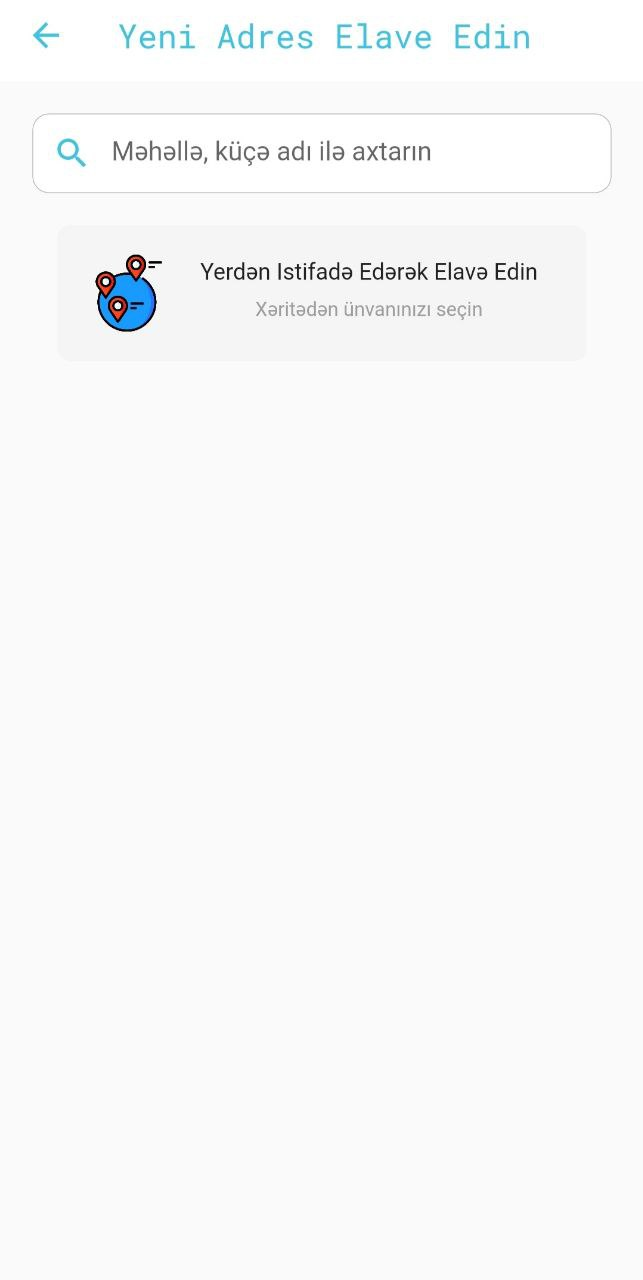 Yeni Adres Elave Edin
Məhəllə, küçə adı ilə axtarın
Yerdən Istifadə Edərək Elavə Edin
Xəritədən ünvanınızı seçin